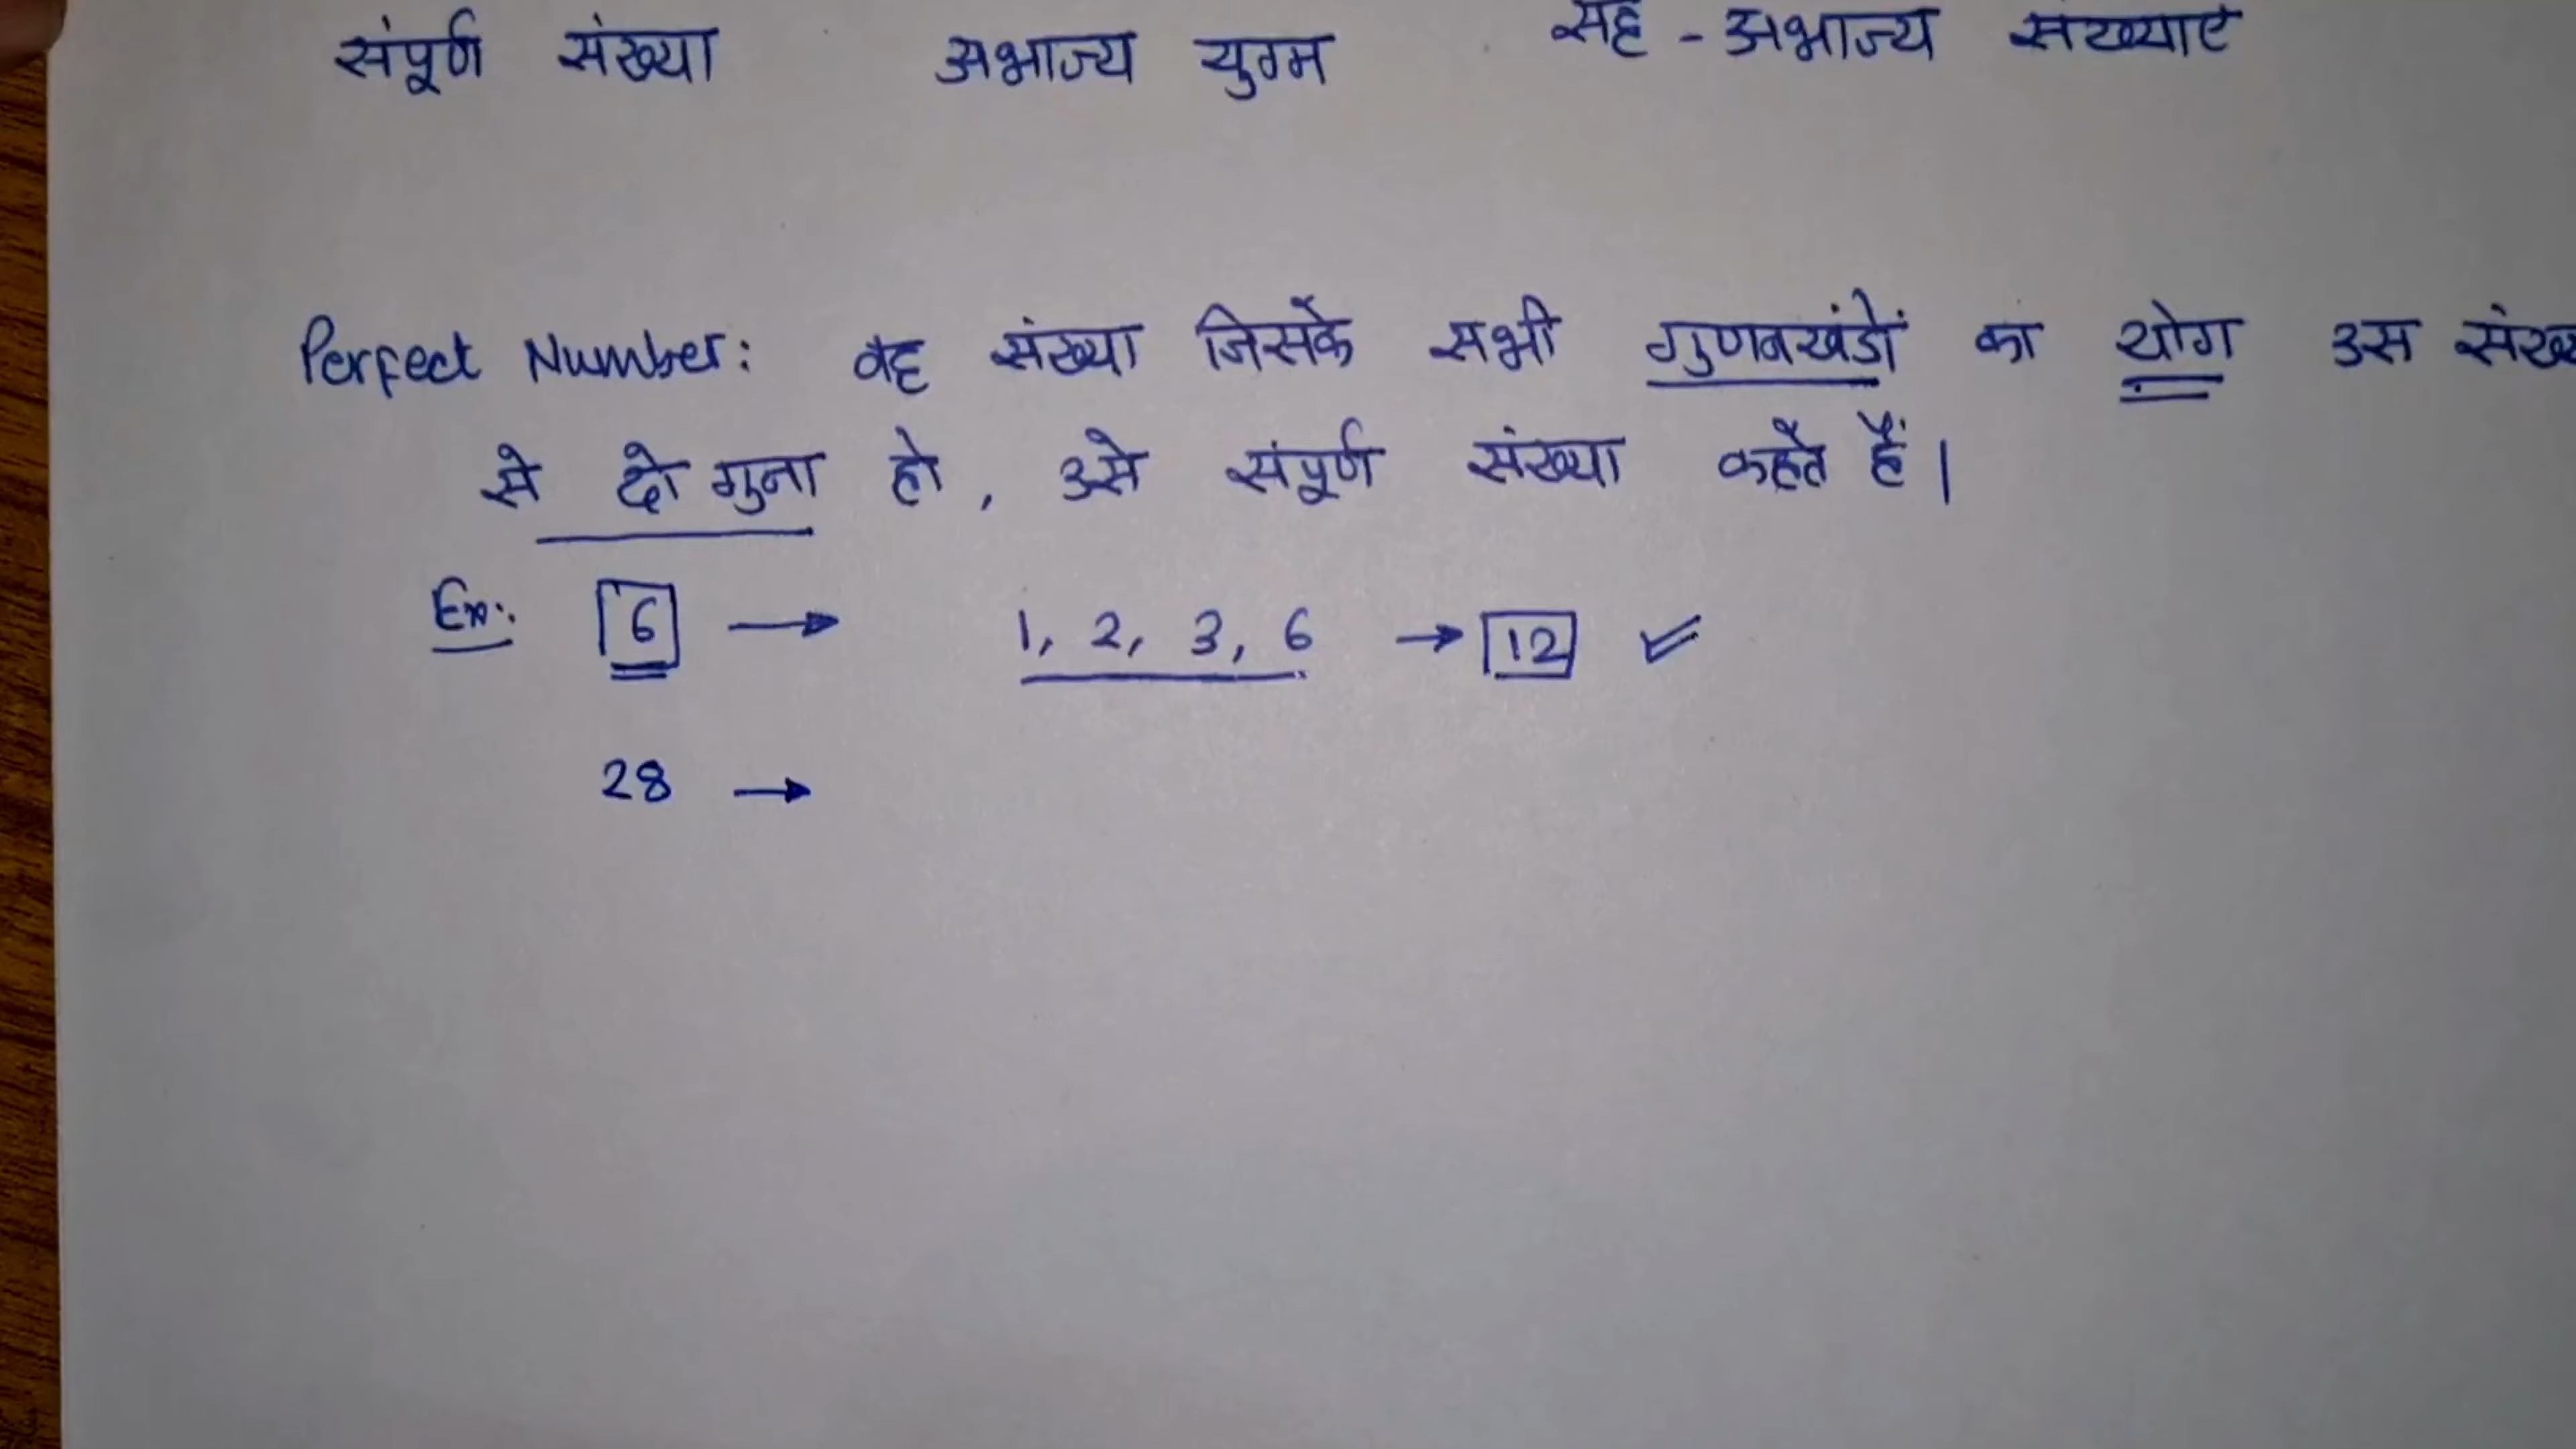 संपूर्ण संख्या अभाज्य युग्म सह - अभाज्य संख्याए
Perfect Number: वह संख्या जिसके सभी गुणनखंडों का योग उस संख्
से दो गुना हो, उसे संपूर्ण संख्या कहते हैं।
Ex:. 6 → 1, 2, 3, 6 → 12 ✓
28 →